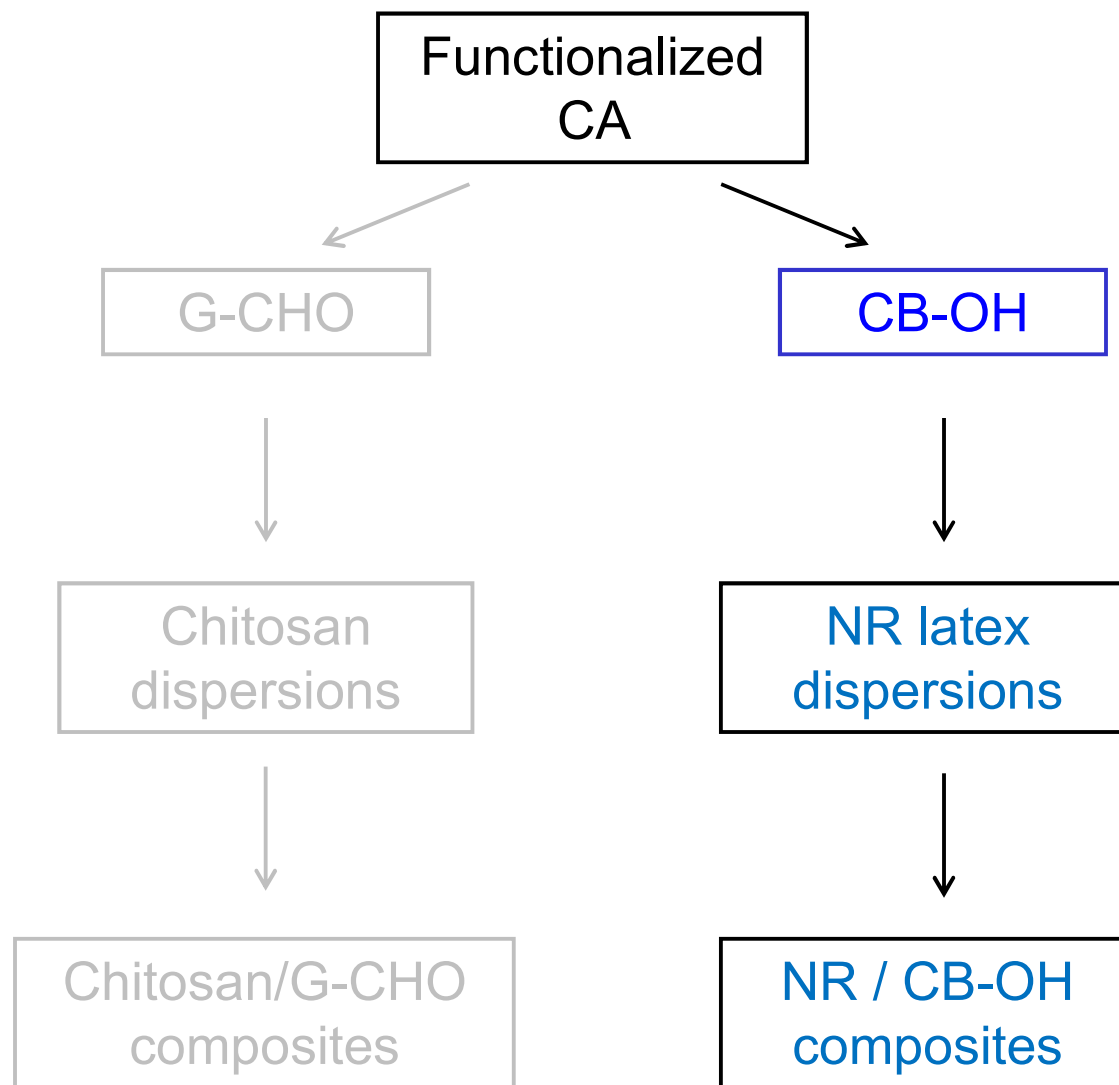 Functionalized
CA
G-CHO
CB-OH
Chitosan
dispersions
NR latex
dispersions
Chitosan/G-CHO
composites
NR / CB-OH
composites